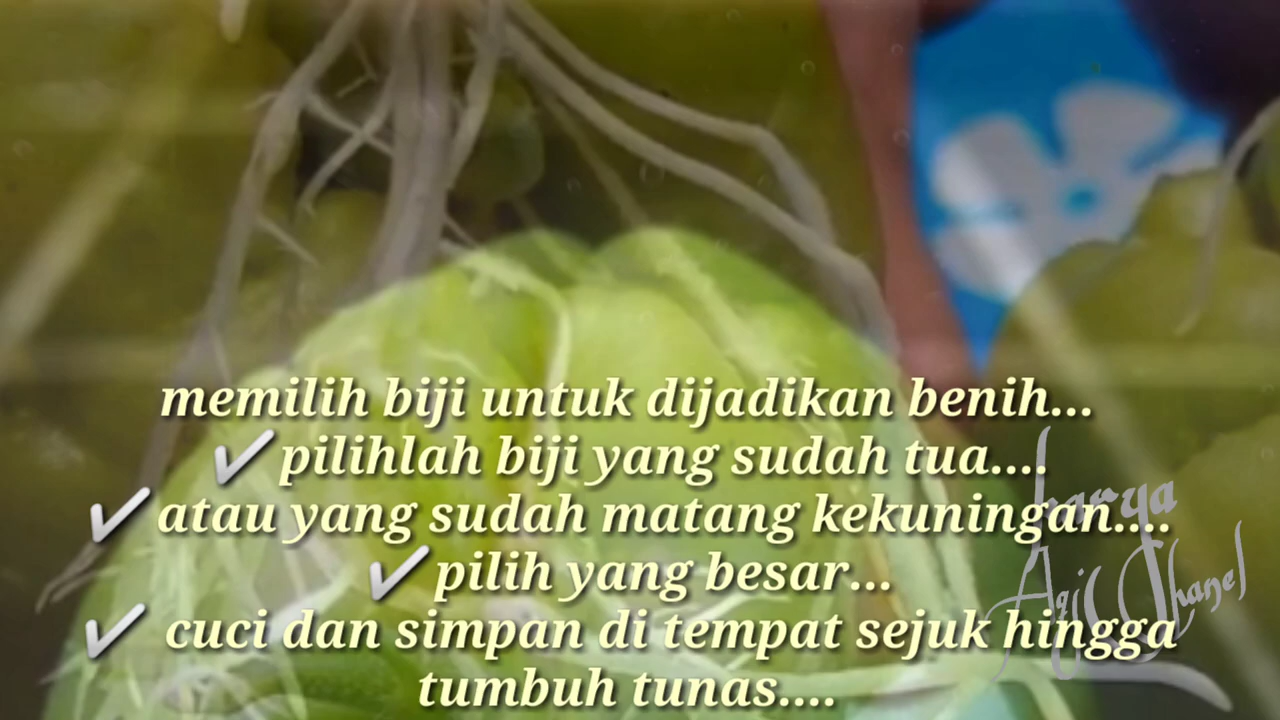 memilih biji untuk dijadikan benih...
✔ pilihlah biji yang sudah tua....
✔ atau yang sudah matang kekuningan....
✔ pilih yang besar...
✔ cuci dan simpan di tempat sejuk hingga
tumbuh tunas....
karya
Aqil Chanel